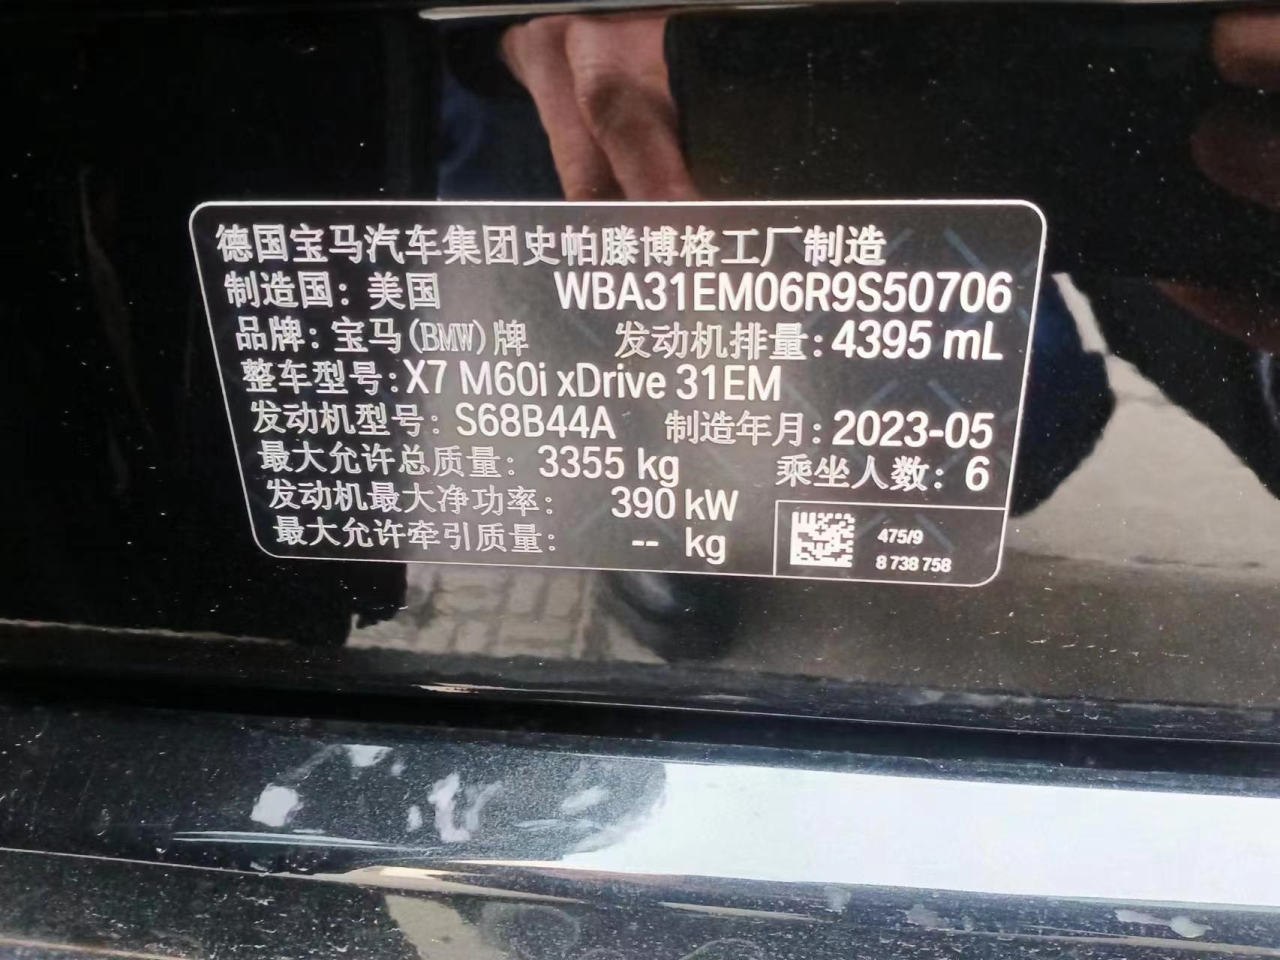 德国宝马汽车集团史帕滕博格工厂制造
制造国：美国 WBA31EM06R9S50706
品牌：宝马(BMW)牌 发动机排量：4395 mL
整车型号：X7 M60i xDrive 31EM
发动机型号：S68B44A 制造年月：2023-05
最大允许总质量：3355 kg 乘坐人数：6
发动机最大净功率：390 kW
最大允许牵引质量：-- kg
475/9
8 738 758